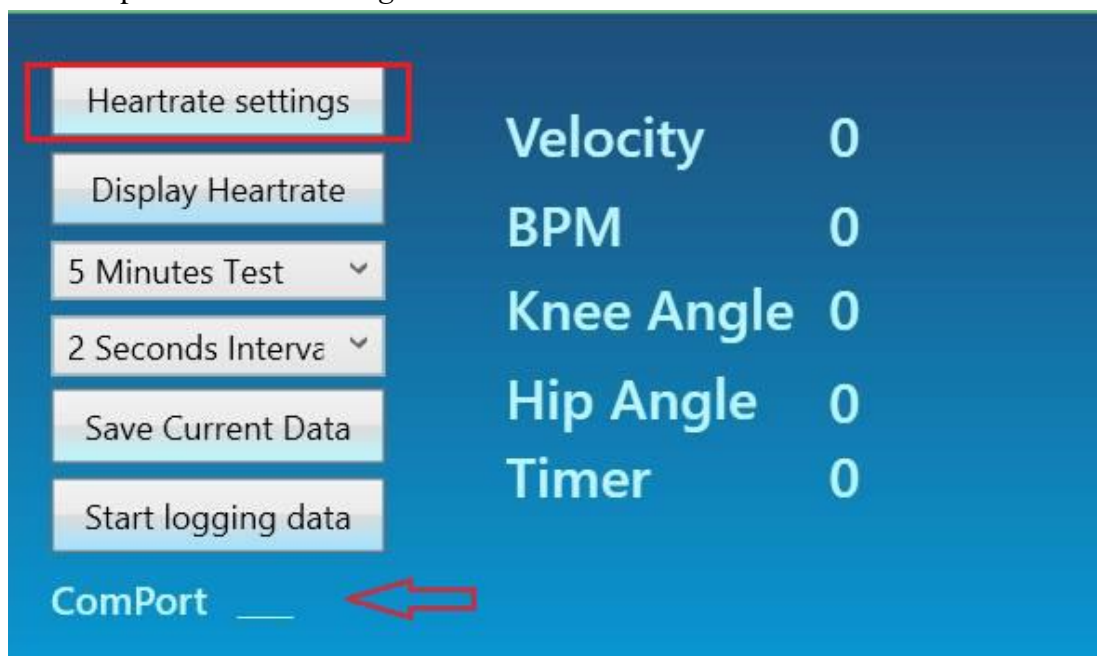 Heartrate settings
Display Heartrate
5 Minutes Test
2 Seconds Interva
Save Current Data
Start logging data
ComPort ___
Velocity 0
BPM 0
Knee Angle 0
Hip Angle 0
Timer 0